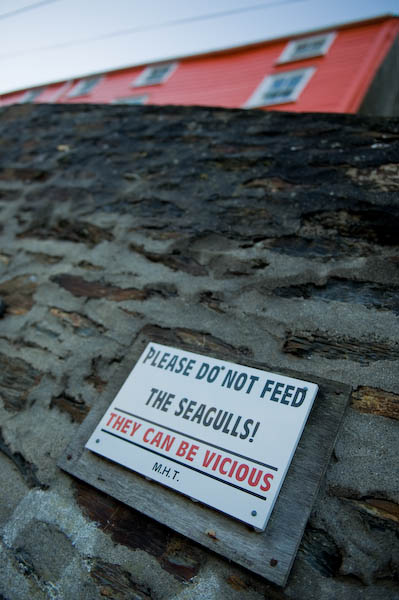 PLEASE DO NOT FEED
THE SEAGULLS!
THEY CAN BE VICIOUS
M.H.T.